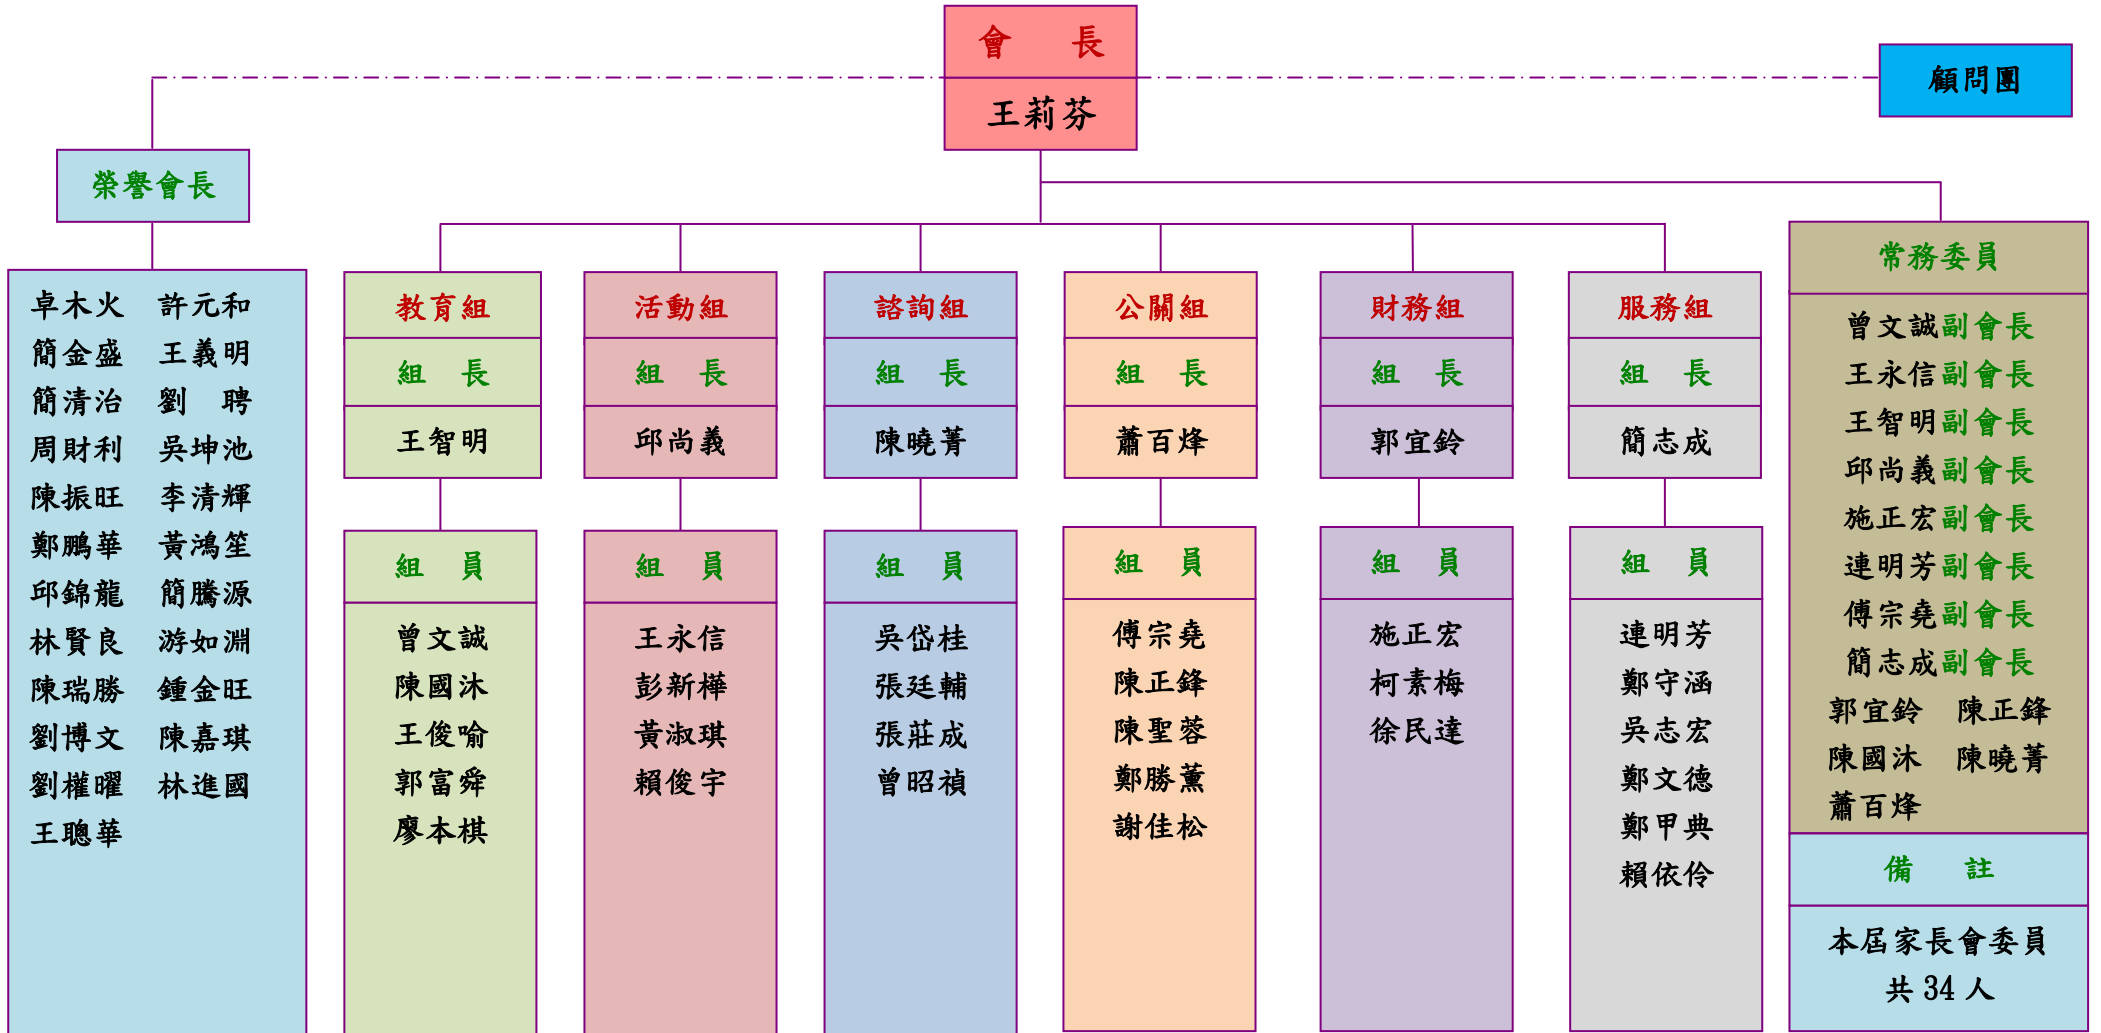 會 長
王莉芬
顧問團
榮譽會長
卓木火 許元和
簡金盛 王義明
簡清治 劉 聘
周財利 吳坤池
陳振旺 李清輝
鄭鵬華 黃鴻笙
邱錦龍 簡騰源
林賢良 游如淵
陳瑞勝 鍾金旺
劉博文 陳嘉琪
劉權曜 林進國
王聰華
教育組
組 長
王智明
組 員
曾文誠
陳國沐
王俊喻
郭富舜
廖本棋
活動組
組 長
邱尚義
組 員
王永信
彭新樺
黃淑琪
賴俊宇
諮詢組
組 長
陳曉菁
組 員
吳岱桂
張廷輔
張莊成
曾昭禎
公關組
組 長
蕭百烽
組 員
傅宗堯
陳正鋒
陳聖蓉
鄭勝薰
謝佳松
財務組
組 長
郭宜鈴
組 員
施正宏
柯素梅
徐民達
服務組
組 長
簡志成
組 員
連明芳
鄭守涵
吳志宏
鄭文德
鄭甲典
賴依伶
常務委員
曾文誠副會長
王永信副會長
王智明副會長
邱尚義副會長
施正宏副會長
連明芳副會長
傅宗堯副會長
簡志成副會長
郭宜鈴 陳正鋒
陳國沐 陳曉菁
蕭百烽
備 註
本屆家長會委員
共 34 人